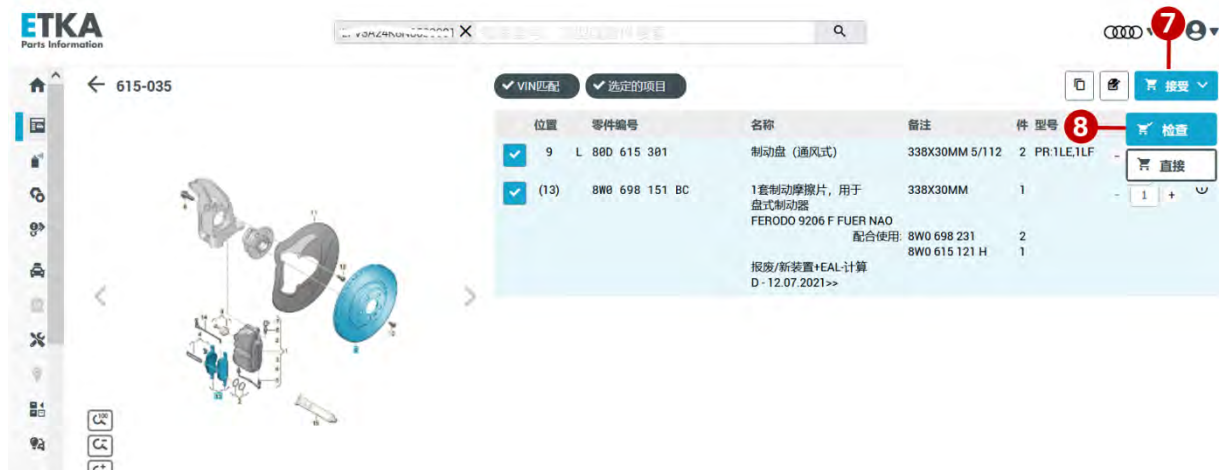 ETKA
Parts Information
7
615-035
VIN匹配
选定的项目
接受
位置 零件编号 名称 备注 件 型号
8
检查
直接
9 L 80D 615 301 制动盘 (通风式) 338X30MM 5/112 2 PR:1LE,1LF
(13) 8W0 698 151 BC 1套制动摩擦片，用于 338X30MM 1 - 1 +
盘式制动器
FERODO 9206 F FUER NAO
配合使用: 8W0 698 231 2
8W0 615 121 H 1
报废/新装置+EAL-计算
D - 12.07.2021>>
100